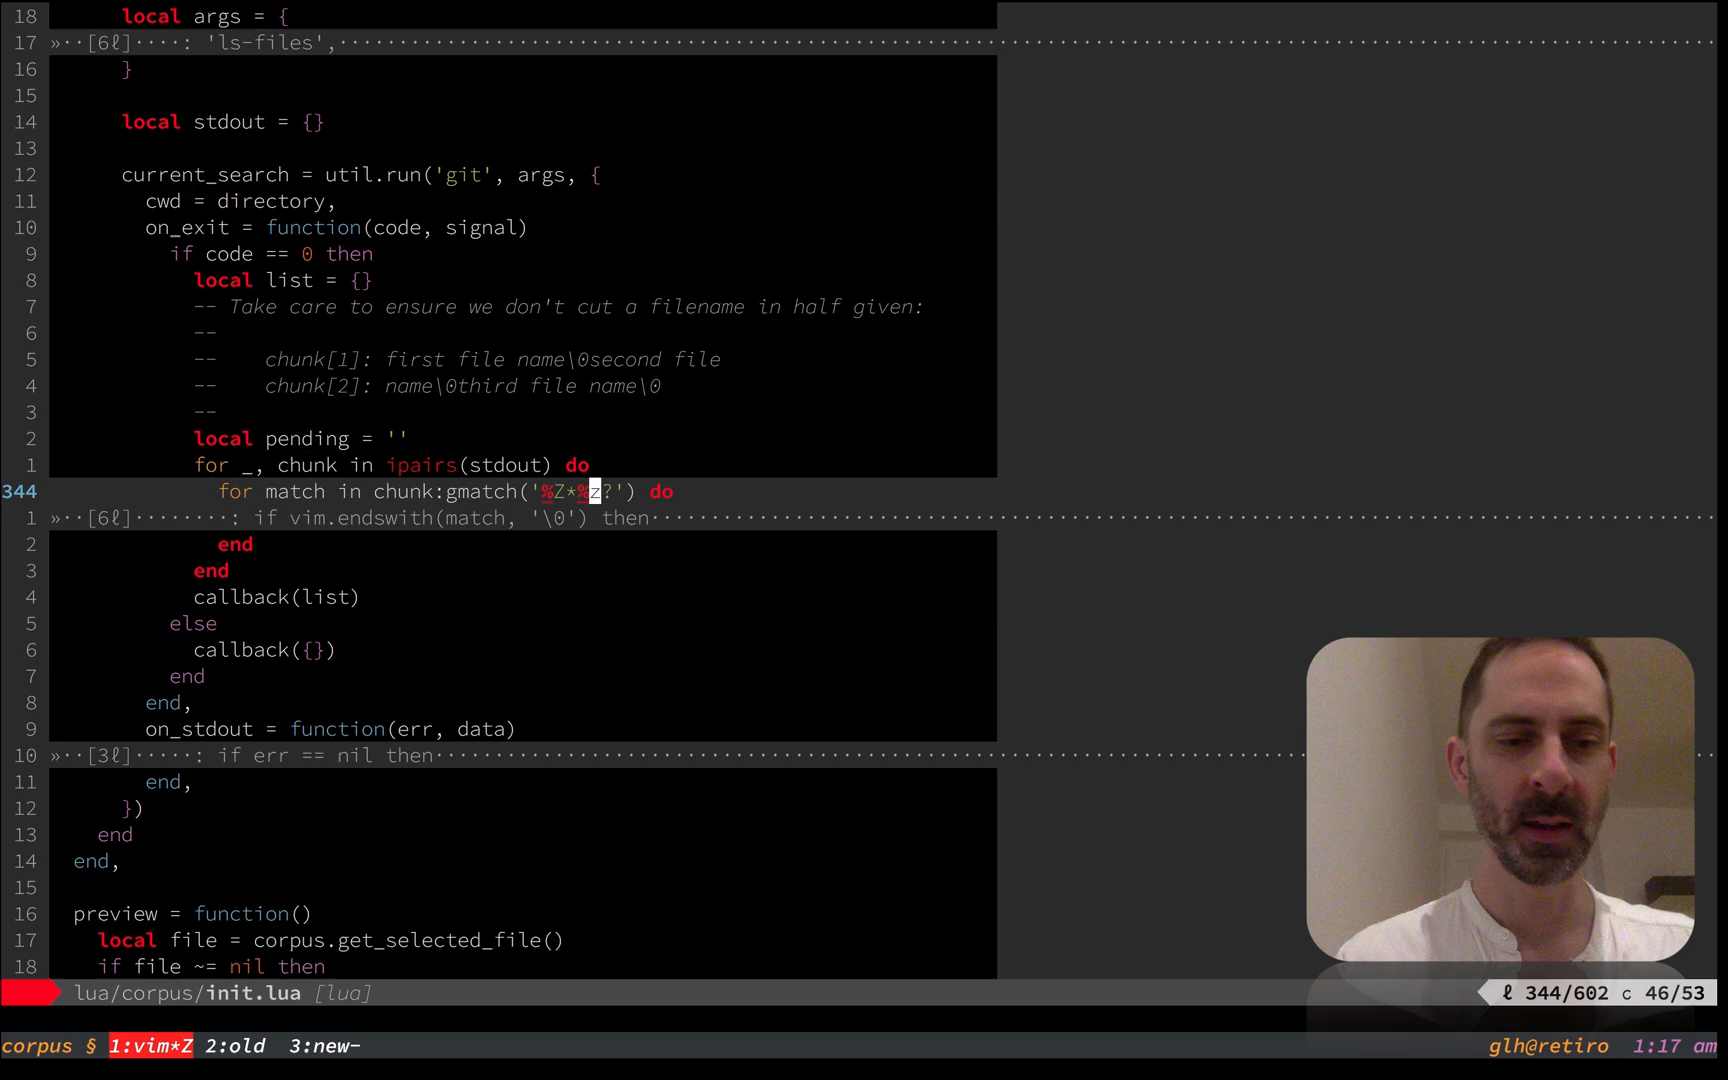 18 local args = {
17 »··[6ℓ]····: 'ls-files',··········
16 }
15
14 local stdout = {}
13
12 current_search = util.run('git', args, {
11 cwd = directory,
10 on_exit = function(code, signal)
9 if code == 0 then
8 local list = {}
7 -- Take care to ensure we don't cut a filename in half given:
6 --
5 -- chunk[1]: first file name\0second file
4 -- chunk[2]: name\0third file name\0
3 --
2 local pending = ''
1 for _, chunk in ipairs(stdout) do
344 for match in chunk:gmatch('%Z*%z?') do
1 »··[6ℓ]········: if vim.endswith(match, '\0') then··········
2 end
3 end
4 callback(list)
5 else
6 callback({})
7 end
8 end,
9 on_stdout = function(err, data)
10 »··[3ℓ]·····: if err == nil then··········
11 end,
12 })
13 end
14 end,
15
16 preview = function()
17 local file = corpus.get_selected_file()
18 if file ~= nil then
lua/corpus/init.lua [lua] ℓ 344/602 c 46/53
corpus § 1:vim*Z 2:old 3:new- glh@retiro 1:17 am